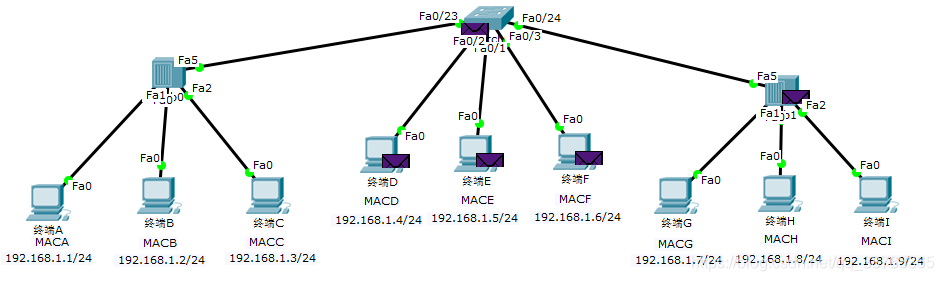 Fa0/23
Fa0/24
Fa0/2
Fa0/3
Fa0/1
Fa5
Fa5
Fa1
Fa2
Fa1
Fa2
Fa0
Fa0
Fa0
Fa0
Fa0
Fa0
Fa0
Fa0
Fa0
终端D
终端E
终端F
MACD
MACE
MACF
192.168.1.4/24
192.168.1.5/24
192.168.1.6/24
终端A
终端B
终端C
MACA
MACB
MACC
192.168.1.1/24
192.168.1.2/24
192.168.1.3/24
终端G
终端H
终端I
MACG
MACH
MACI
192.168.1.7/24
192.168.1.8/24
192.168.1.9/24